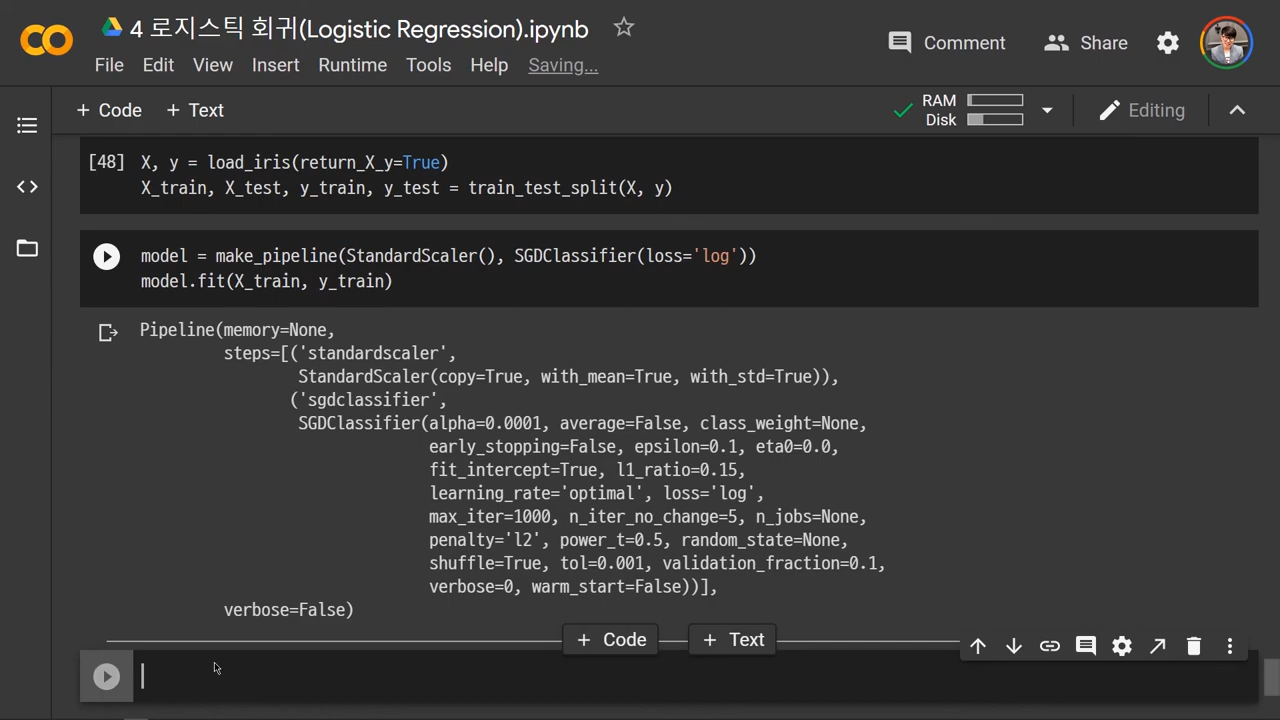 4 로지스틱 회귀(Logistic Regression).ipynb
Comment
Share
File Edit View Insert Runtime Tools Help Saving...
+ Code + Text
RAM
Disk
Editing
[48] X, y = load_iris(return_X_y=True)
X_train, X_test, y_train, y_test = train_test_split(X, y)
model = make_pipeline(StandardScaler(), SGDClassifier(loss='log'))
model.fit(X_train, y_train)
Pipeline(memory=None,
steps=[('standardscaler',
StandardScaler(copy=True, with_mean=True, with_std=True)),
('sgdclassifier',
SGDClassifier(alpha=0.0001, average=False, class_weight=None,
early_stopping=False, epsilon=0.1, eta0=0.0,
fit_intercept=True, l1_ratio=0.15,
learning_rate='optimal', loss='log',
max_iter=1000, n_iter_no_change=5, n_jobs=None,
penalty='l2', power_t=0.5, random_state=None,
shuffle=True, tol=0.001, validation_fraction=0.1,
verbose=0, warm_start=False))],
verbose=False)
+ Code + Text